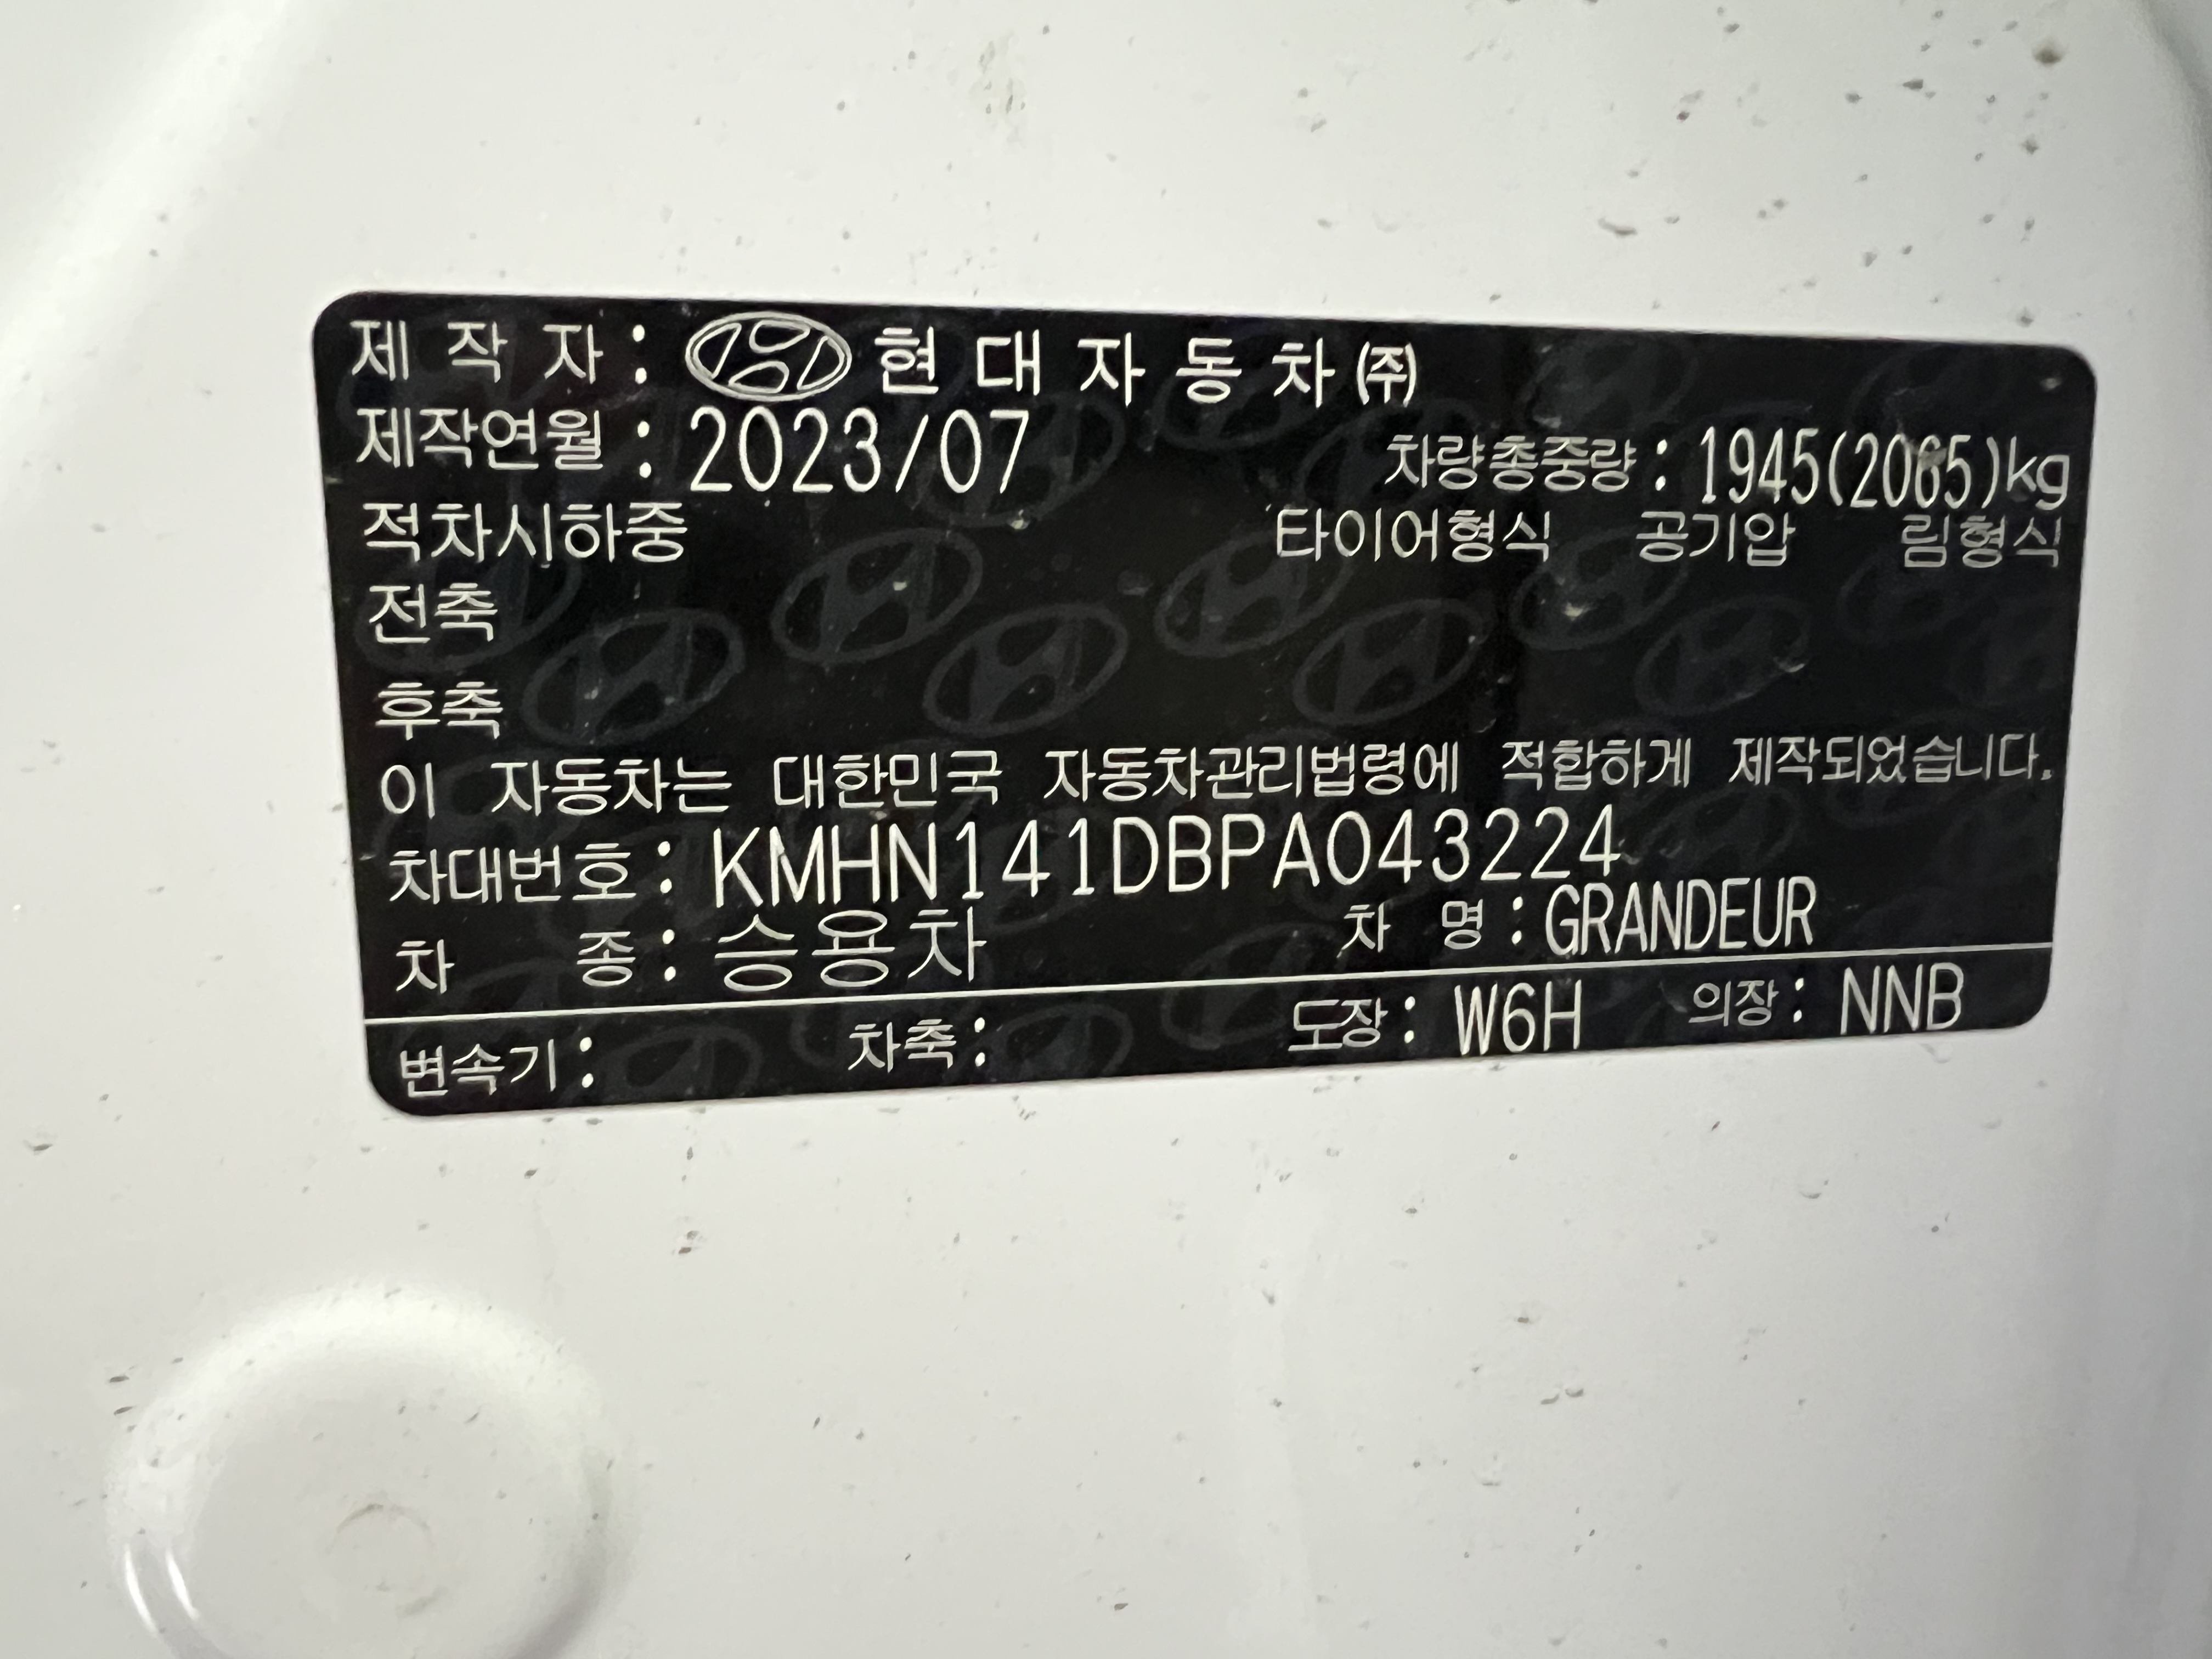 제 작 자 : 현 대 자 동 차 ㈜
제작연월 : 2023/07 차량총중량 : 1945(2065)kg
적차시하중 타이어형식 공기압 림형식
전축
후축
이 자동차는 대한민국 자동차관리법령에 적합하게 제작되었습니다.
차대번호 : KMHN141DBPA043224
차 종 : 승용차 차 명 : GRANDEUR
변속기 : 차축 : 도장 : W6H 의장 : NNB